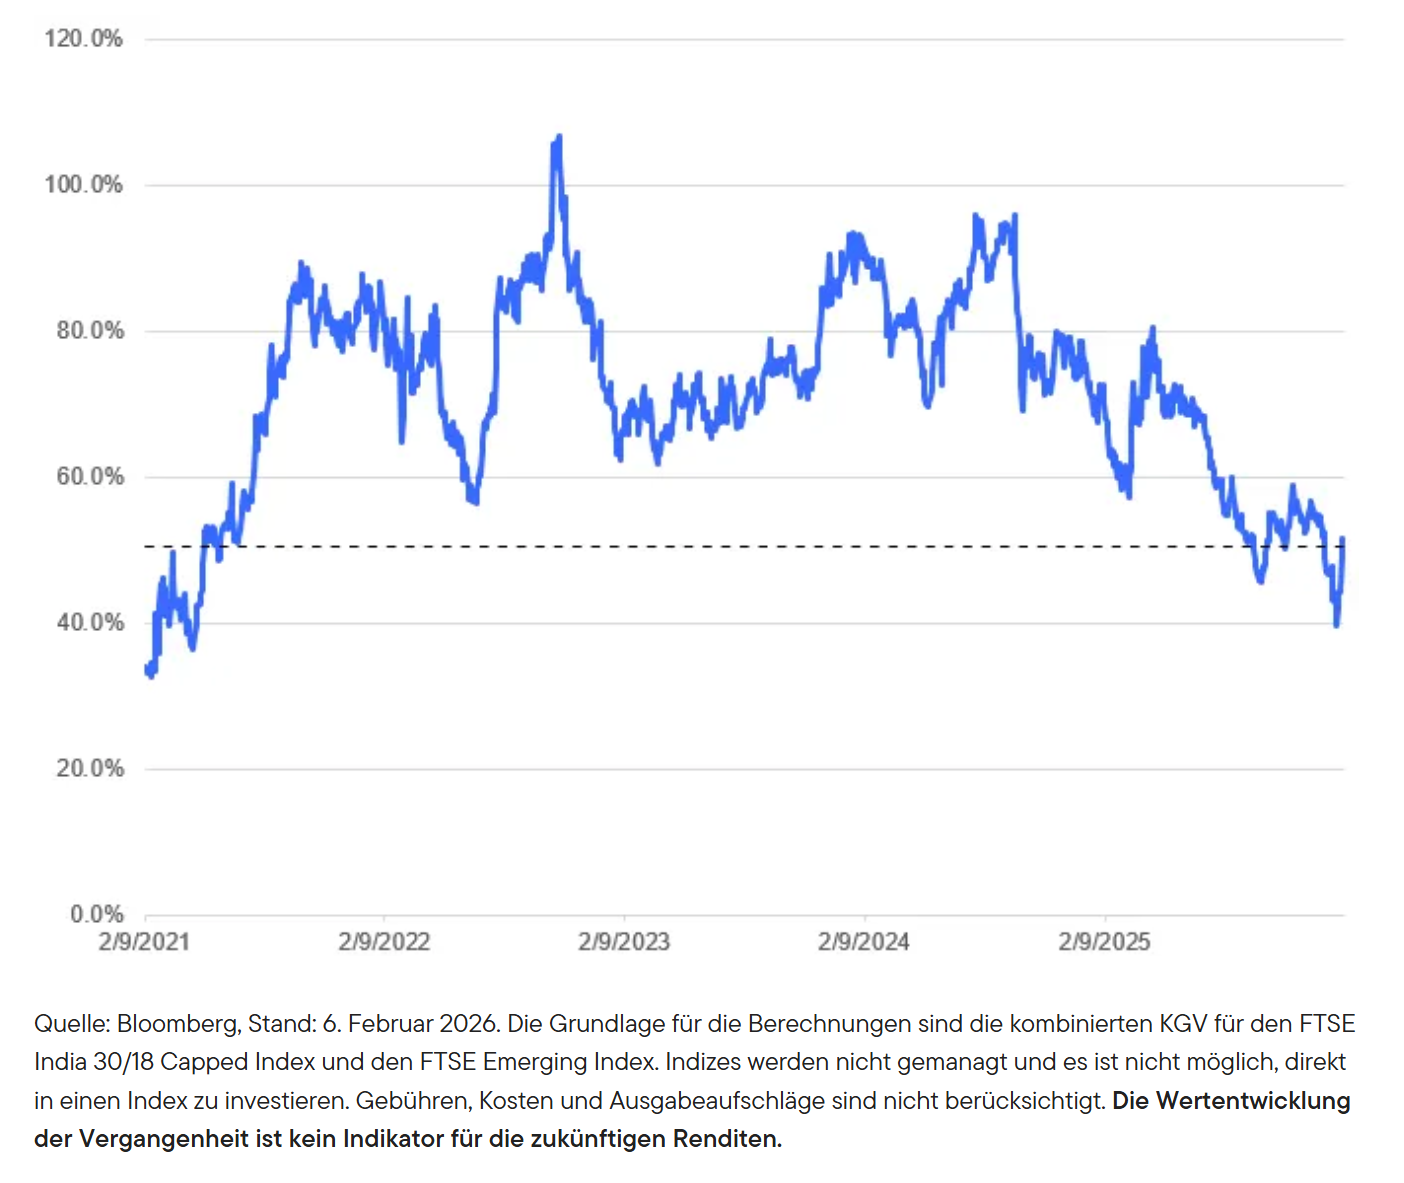 120.0%
100.0%
80.0%
60.0%
40.0%
20.0%
0.0%
2/9/2021 2/9/2022 2/9/2023 2/9/2024 2/9/2025
Quelle: Bloomberg, Stand: 6. Februar 2026. Die Grundlage für die Berechnungen sind die kombinierten KGV für den FTSE
India 30/18 Capped Index und den FTSE Emerging Index. Indizes werden nicht gemanagt und es ist nicht möglich, direkt
in einen Index zu investieren. Gebühren, Kosten und Ausgabeaufschläge sind nicht berücksichtigt. Die Wertentwicklung
der Vergangenheit ist kein Indikator für die zukünftigen Renditen.